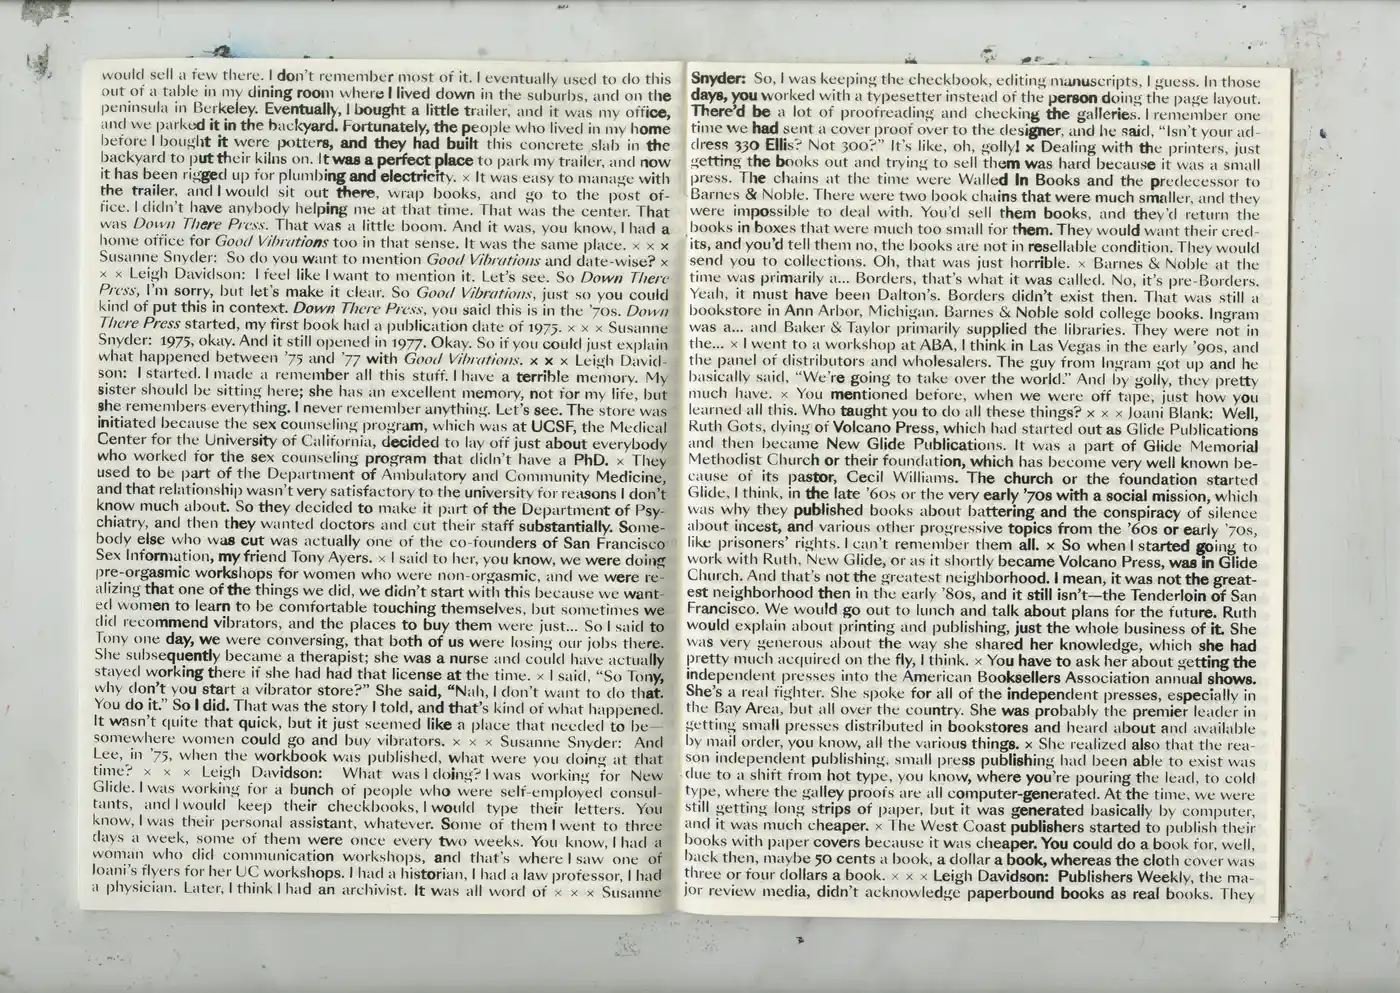 would sell a few there. I don't remember most of it. I eventually used to do this
out of a table in my dining room where I lived down in the suburbs, and on the
peninsula in Berkeley. Eventually, I bought a little trailer, and it was my office,
and we parked it in the backyard. Fortunately, the people who lived in my home
before I bought it were potters, and they had built this concrete slab in the
backyard to put their kilns on. It was a perfect place to park my trailer, and now
it has been rigged up for plumbing and electricity. × It was easy to manage with
the trailer, and I would sit out there, wrap books, and go to the post of-
fice. I didn't have anybody helping me at that time. That was the center. That
was Down There Press. That was a little boom. And it was, you know, I had a
home office for Good Vibrations too in that sense. It was the same place. × × ×
Susanne Snyder: So do you want to mention Good Vibrations and date-wise? ×
× × Leigh Davidson: I feel like I want to mention it. Let's see. So Down There
Press, I'm sorry, but let's make it clear. So Good Vibrations, just so you could
kind of put this in context. Down There Press, you said this is in the '70s. Down
There Press started, my first book had a publication date of 1975. × × × Susanne
Snyder: 1975, okay. And it still opened in 1977. Okay. So if you could just explain
what happened between '75 and '77 with Good Vibrations. × × × Leigh David-
son: I started. I made a remember all this stuff. I have a terrible memory. My
sister should be sitting here; she has an excellent memory, not for my life, but
she remembers everything. I never remember anything. Let's see. The store was
initiated because the sex counseling program, which was at UCSF, the Medical
Center for the University of California, decided to lay off just about everybody
who worked for the sex counseling program that didn't have a PhD. × They
used to be part of the Department of Ambulatory and Community Medicine,
and that relationship wasn't very satisfactory to the university for reasons I don't
know much about. So they decided to make it part of the Department of Psy-
chiatry, and then they wanted doctors and cut their staff substantially. Some-
body else who was cut was actually one of the co-founders of San Francisco
Sex Information, my friend Tony Ayers. × I said to her, you know, we were doing
pre-orgasmic workshops for women who were non-orgasmic, and we were re-
alizing that one of the things we did, we didn't start with this because we want-
ed women to learn to be comfortable touching themselves, but sometimes we
did recommend vibrators, and the places to buy them were just... So I said to
Tony one day, we were conversing, that both of us were losing our jobs there.
She subsequently became a therapist; she was a nurse and could have actually
stayed working there if she had had that license at the time. × I said, "So Tony,
why don't you start a vibrator store?" She said, "Nah, I don't want to do that.
You do it." So I did. That was the story I told, and that's kind of what happened.
It wasn't quite that quick, but it just seemed like a place that needed to be—
somewhere women could go and buy vibrators. × × × Susanne Snyder: And
Lee, in '75, when the workbook was published, what were you doing at that
time? × × × Leigh Davidson: What was I doing? I was working for New
Glide. I was working for a bunch of people who were self-employed consul-
tants, and I would keep their checkbooks, I would type their letters. You
know, I was their personal assistant, whatever. Some of them I went to three
days a week, some of them were once every two weeks. You know, I had a
woman who did communication workshops, and that's where I saw one of
Joani's flyers for her UC workshops. I had a historian, I had a law professor, I had
a physician. Later, I think I had an archivist. It was all word of × × × Susanne
Snyder: So, I was keeping the checkbook, editing manuscripts, I guess. In those
days, you worked with a typesetter instead of the person doing the page layout.
There'd be a lot of proofreading and checking the galleries. I remember one
time we had sent a cover proof over to the designer, and he said, "Isn't your ad-
dress 330 Ellis? Not 300?" It's like, oh, golly! × Dealing with the printers, just
getting the books out and trying to sell them was hard because it was a small
press. The chains at the time were Walled In Books and the predecessor to
Barnes & Noble. There were two book chains that were much smaller, and they
were impossible to deal with. You'd sell them books, and they'd return the
books in boxes that were much too small for them. They would want their cred-
its, and you'd tell them no, the books are not in resellable condition. They would
send you to collections. Oh, that was just horrible. × Barnes & Noble at the
time was primarily a... Borders, that's what it was called. No, it's pre-Borders.
Yeah, it must have been Dalton's. Borders didn't exist then. That was still a
bookstore in Ann Arbor, Michigan. Barnes & Noble sold college books. Ingram
was a... and Baker & Taylor primarily supplied the libraries. They were not in
the... × I went to a workshop at ABA, I think in Las Vegas in the early '90s, and
the panel of distributors and wholesalers. The guy from Ingram got up and he
basically said, "We're going to take over the world." And by golly, they pretty
much have. × You mentioned before, when we were off tape, just how you
learned all this. Who taught you to do all these things? × × × Joani Blank: Well,
Ruth Gots, dying of Volcano Press, which had started out as Glide Publications
and then became New Glide Publications. It was a part of Glide Memorial
Methodist Church or their foundation, which has become very well known be-
cause of its pastor, Cecil Williams. The church or the foundation started
Glide, I think, in the late '60s or the very early '70s with a social mission, which
was why they published books about battering and the conspiracy of silence
about incest, and various other progressive topics from the '60s or early '70s,
like prisoners' rights. I can't remember them all. × So when I started going to
work with Ruth, New Glide, or as it shortly became Volcano Press, was in Glide
Church. And that's not the greatest neighborhood. I mean, it was not the great-
est neighborhood then in the early '80s, and it still isn't—the Tenderloin of San
Francisco. We would go out to lunch and talk about plans for the future. Ruth
would explain about printing and publishing, just the whole business of it. She
was very generous about the way she shared her knowledge, which she had
pretty much acquired on the fly, I think. × You have to ask her about getting the
independent presses into the American Booksellers Association annual shows.
She's a real fighter. She spoke for all of the independent presses, especially in
the Bay Area, but all over the country. She was probably the premier leader in
getting small presses distributed in bookstores and heard about and available
by mail order, you know, all the various things. × She realized also that the rea-
son independent publishing, small press publishing had been able to exist was
due to a shift from hot type, you know, where you're pouring the lead, to cold
type, where the galley proofs are all computer-generated. At the time, we were
still getting long strips of paper, but it was generated basically by computer,
and it was much cheaper. × The West Coast publishers started to publish their
books with paper covers because it was cheaper. You could do a book for, well,
back then, maybe 50 cents a book, a dollar a book, whereas the cloth cover was
three or four dollars a book. × × × Leigh Davidson: Publishers Weekly, the ma-
jor review media, didn't acknowledge paperbound books as real books. They